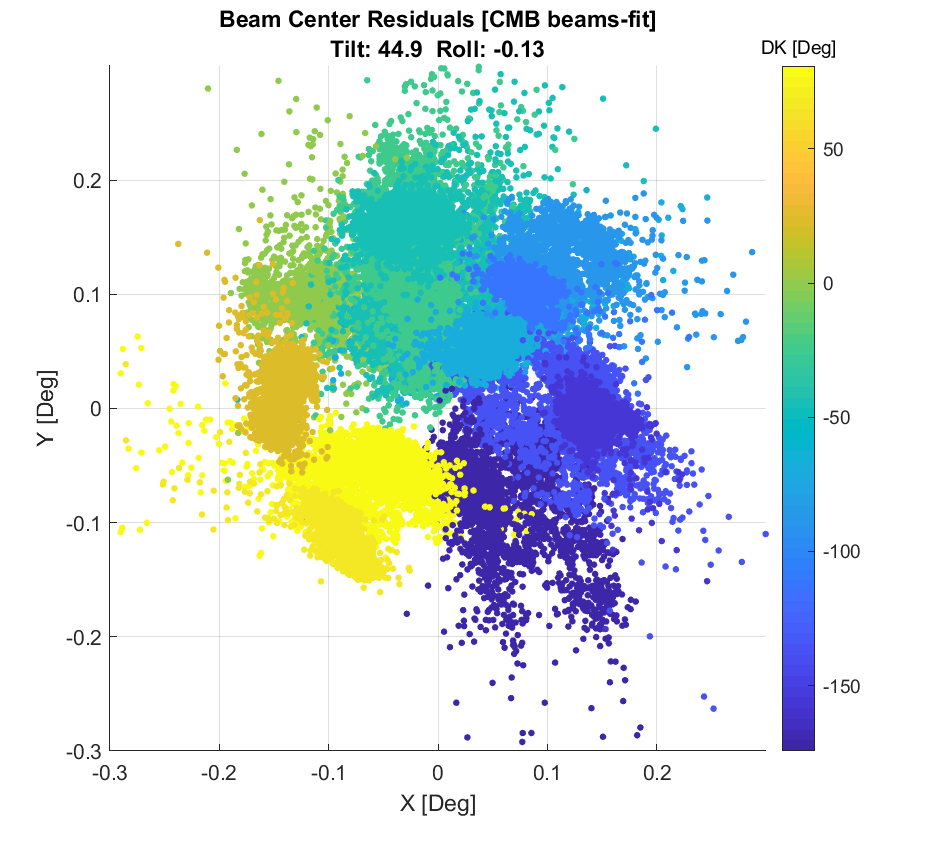 Beam Center Residuals [CMB beams-fit]
Tilt: 44.9 Roll: -0.13
DK [Deg]
Y [Deg]
0.2
0.1
0
-0.1
-0.2
-0.3
-0.3 -0.2 -0.1 0 0.1 0.2
X [Deg]
50
0
-50
-100
-150